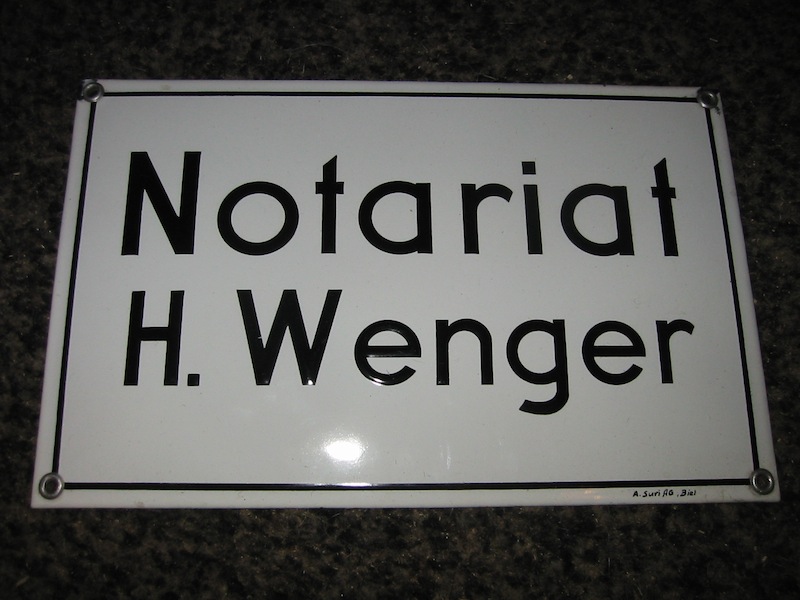 Notariat
H. Wenger
A. Suri AG, Biel